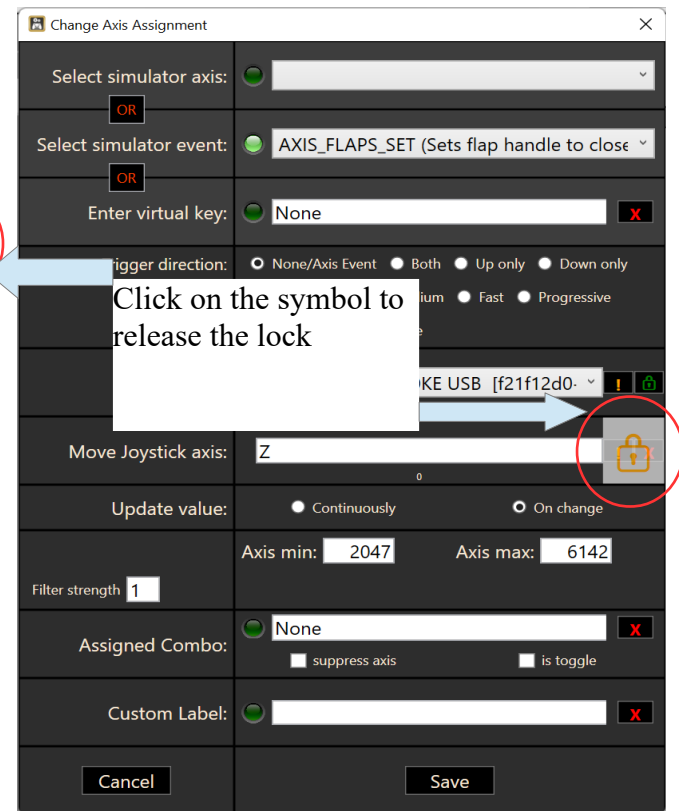 Change Axis Assignment
Select simulator axis:
OR
Select simulator event: AXIS_FLAPS_SET (Sets flap handle to close
OR
Enter virtual key: None X
rigger direction: None/Axis Event Both Up only Down only
Click on the symbol to
release the lock
ium Fast Progressive
e
KE USB [f21f12d0- !
Move Joystick axis: Z X
0
Update value: Continuously On change
Axis min: 2047 Axis max: 6142
Filter strength 1
Assigned Combo: None X
suppress axis is toggle
Custom Label: X
Cancel Save